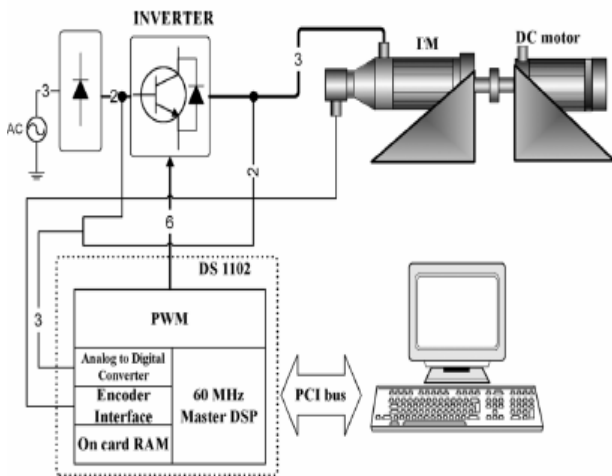 INVERTER
3
I'M
DC motor
3
2
AC
2
6
DS 1102
3
PWM
Analog to Digital
Converter
Encoder
Interface
On card RAM
60 MHz
Master DSP
PCI bus